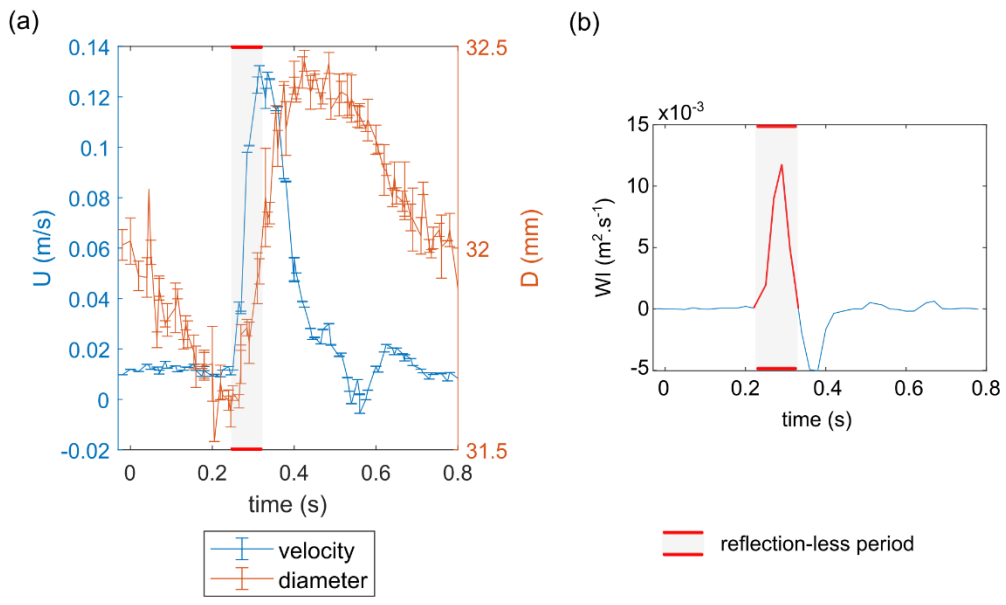 (a)
0.14
0.12
0.1
0.08
0.06
0.04
0.02
0
-0.02
U (m/s)
32.5
32
31.5
D (mm)
0
0.2
0.4
0.6
0.8
time (s)
velocity
diameter
(b)
x10-3
15
10
5
0
-5
WI (m².s⁻¹)
0
0.2
0.4
0.6
0.8
time (s)
reflection-less period